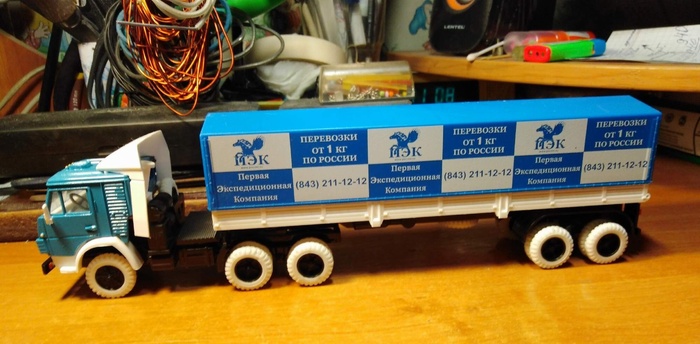 LENTEL
ПЭК
Первая
Экспедиционная
Компания
ПЕРЕВОЗКИ
ОТ 1 КГ
ПО РОССИИ
(843) 211-12-12
ПЭК
Первая
Экспедиционная
Компания
ПЕРЕВОЗКИ
ОТ 1 КГ
ПО РОССИИ
(843) 211-12-12
ПЭК
Первая
Экспедиционная
Компания
ПЕРЕВОЗКИ
ОТ 1 КГ
ПО РОССИИ
(843) 211-12-12